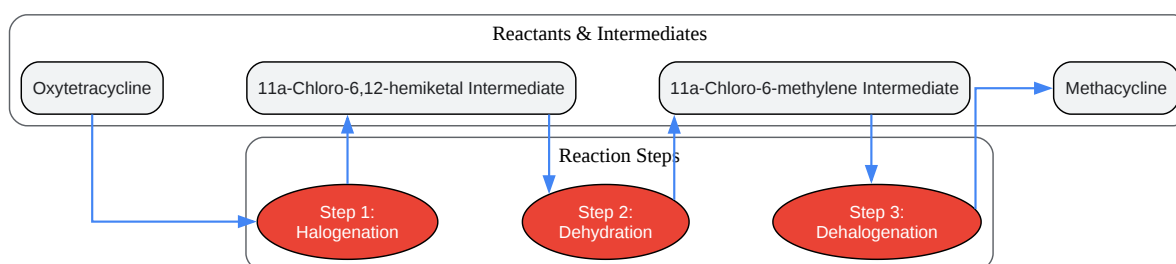 Reactants & Intermediates
Oxytetracycline
11a-Chloro-6,12-hemiketal Intermediate
11a-Chloro-6-methylene Intermediate
Methacycline
Reaction Steps
Step 1:
Halogenation
Step 2:
Dehydration
Step 3:
Dehalogenation